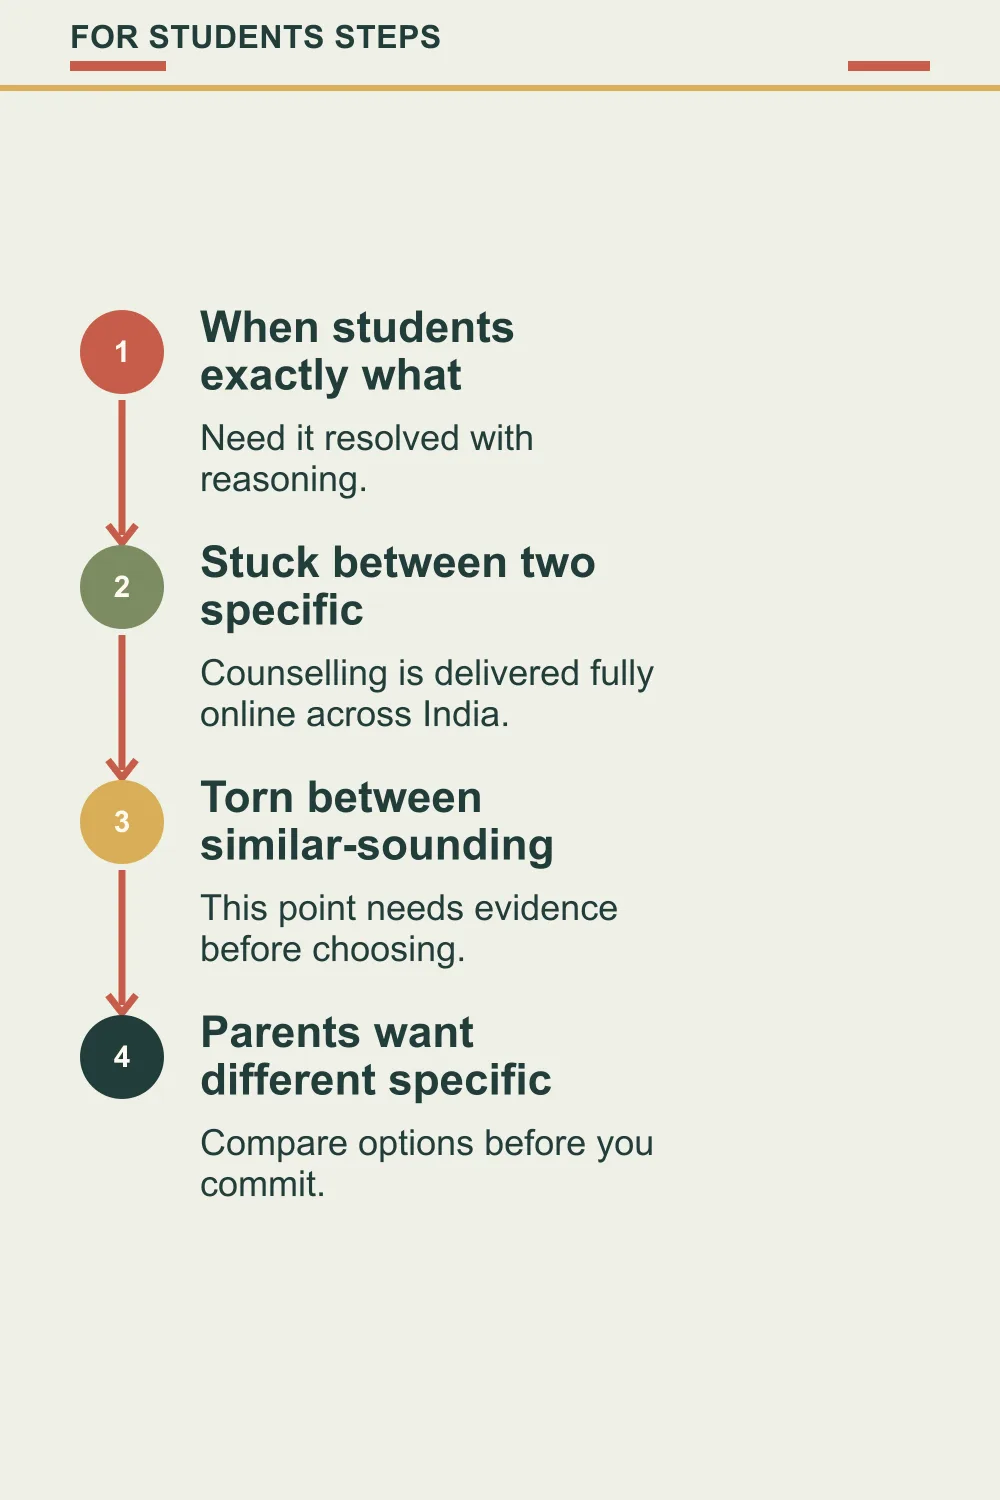 FOR STUDENTS STEPS
1
When students
exactly what
Need it resolved with
reasoning.
2
Stuck between two
specific
Counselling is delivered fully
online across India.
3
Torn between
similar-sounding
This point needs evidence
before choosing.
4
Parents want
different specific
Compare options before you
commit.